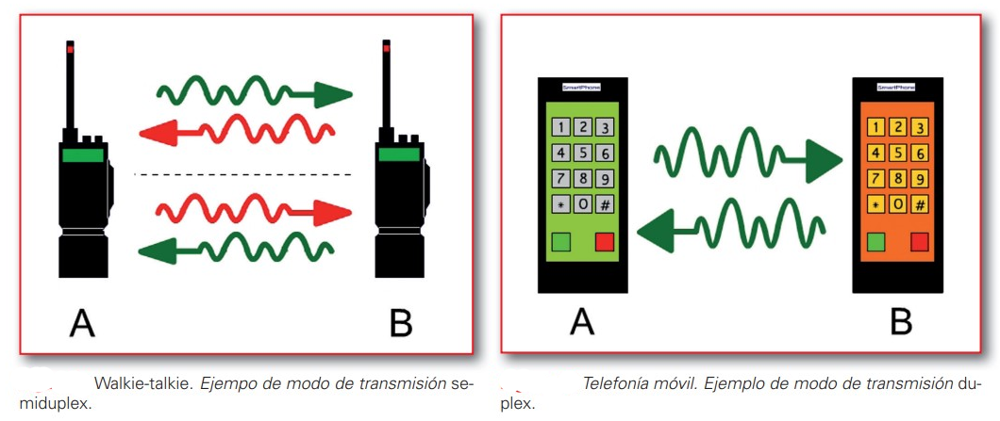 A B
Walkie-talkie. Ejempo de modo de transmisión se-
miduplex.
SmartPhone
1 2 3
4 5 6
7 8 9
* 0 #
A
SmartPhone
1 2 3
4 5 6
7 8 9
* 0 #
B
Telefonía móvil. Ejemplo de modo de transmisión du-
plex.